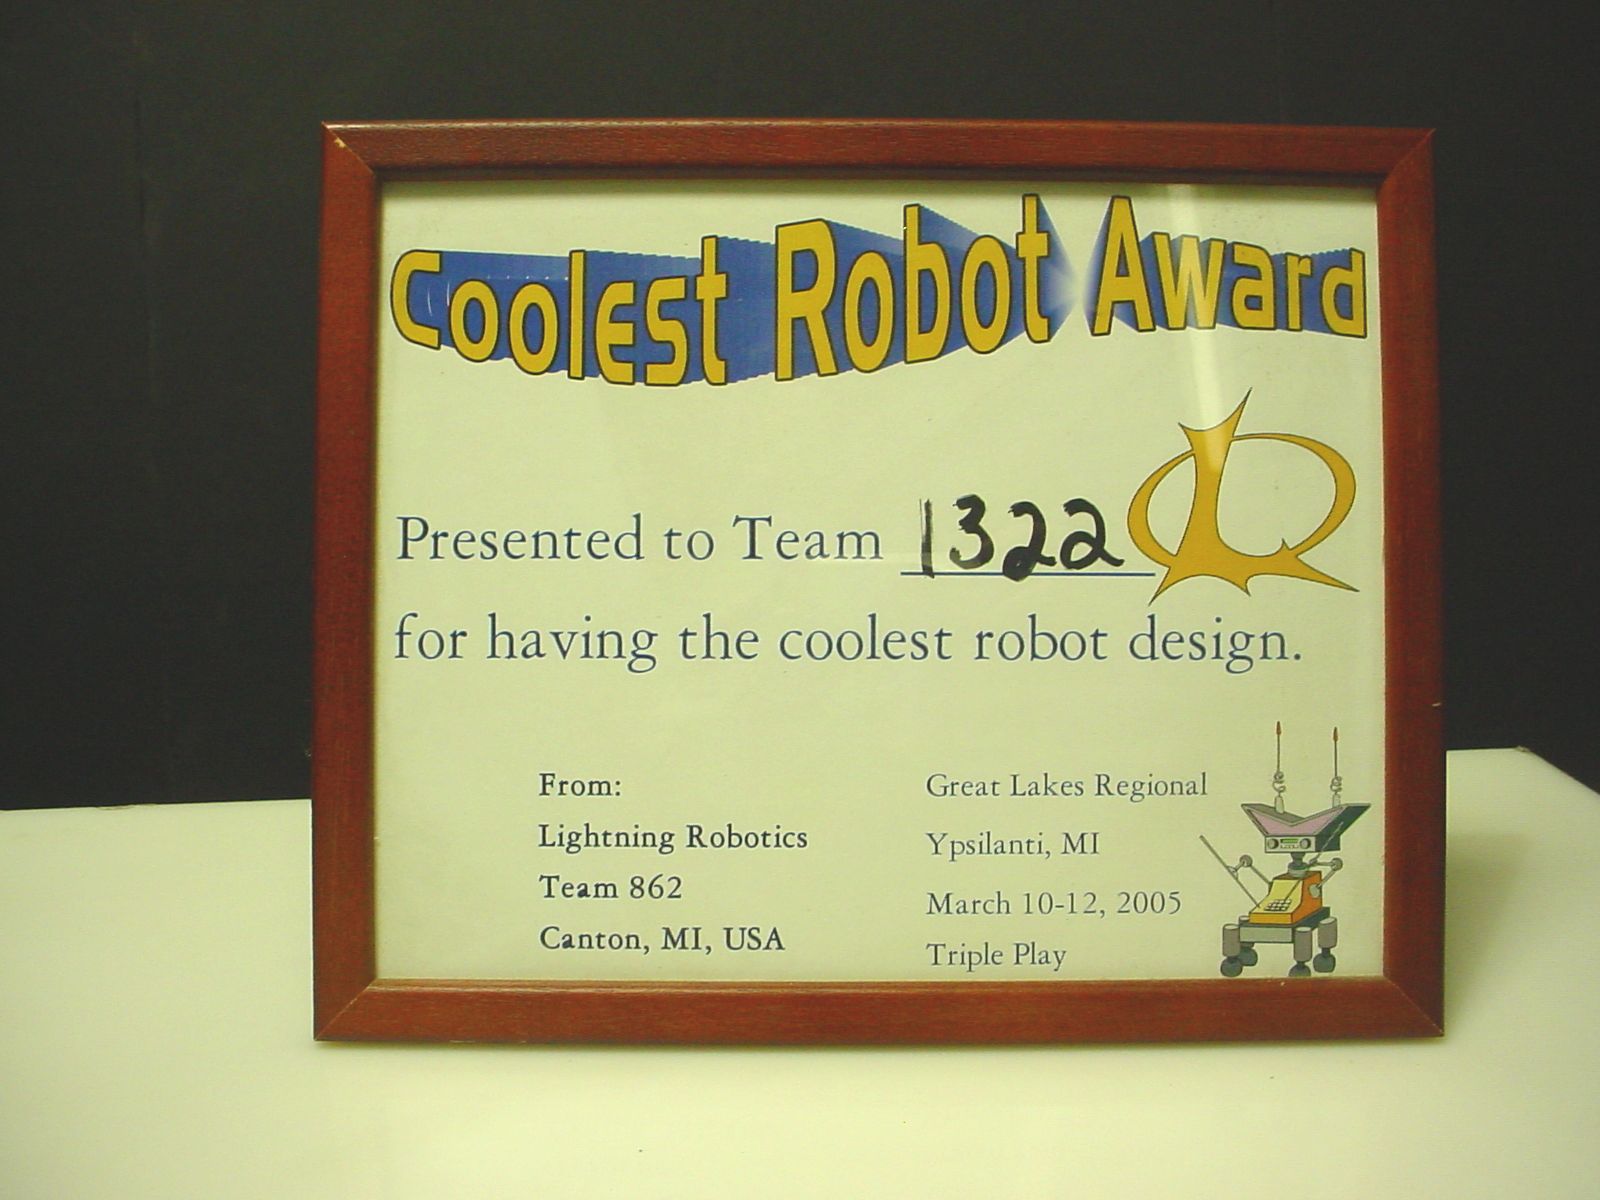 Coolest Robot Award
Presented to Team 1322
for having the coolest robot design.
From:
Lightning Robotics
Team 862
Canton, MI, USA
Great Lakes Regional
Ypsilanti, MI
March 10-12, 2005
Triple Play